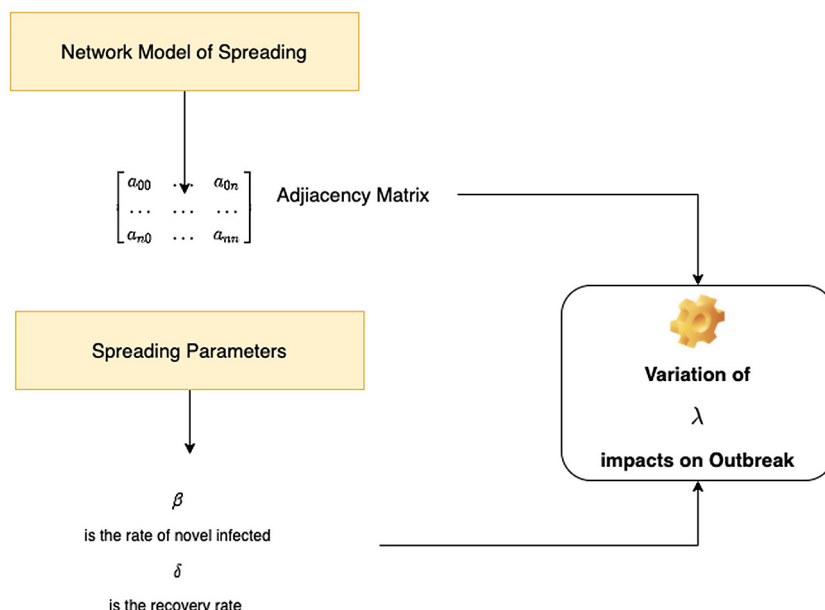 Network Model of Spreading
a₀₀ ... a₀ₙ
... ... ...
aₙ₀ ... aₙₙ
Adjiacency Matrix
Spreading Parameters
β
is the rate of novel infected
δ
is the recovery rate
Variation of
λ
impacts on Outbreak